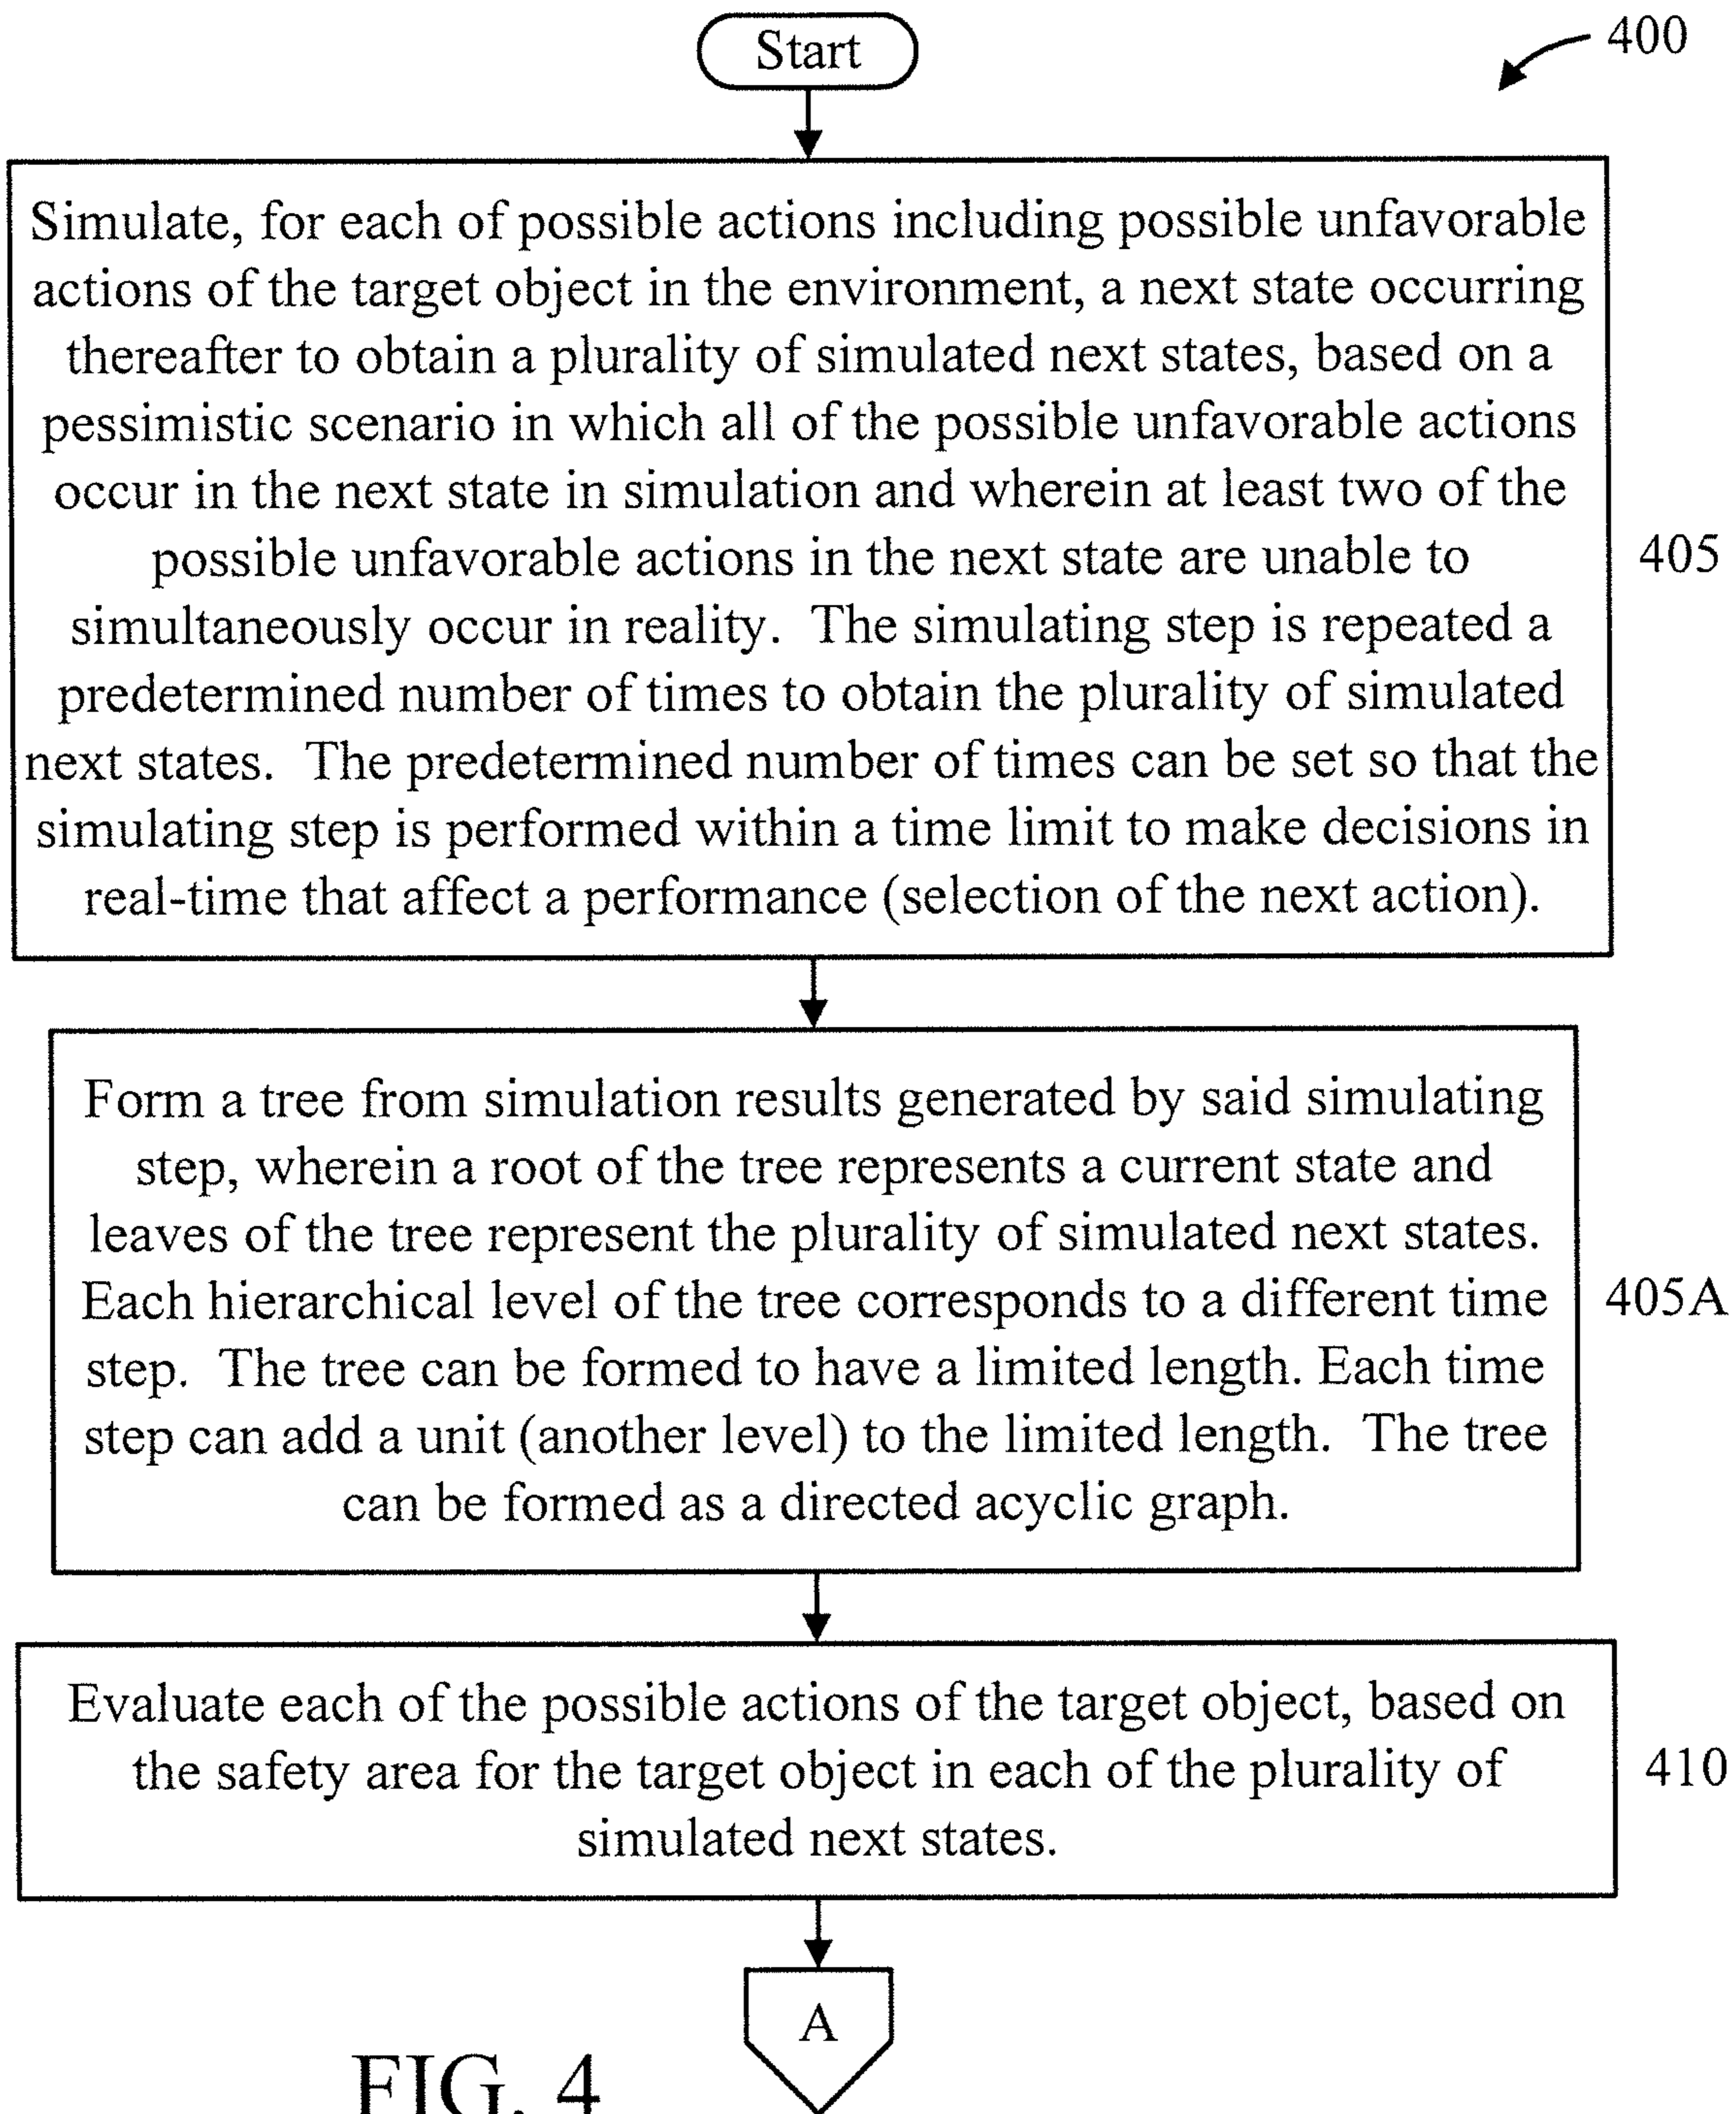 Start
400
Simulate, for each of possible actions including possible unfavorable
actions of the target object in the environment, a next state occurring
thereafter to obtain a plurality of simulated next states, based on a
pessimistic scenario in which all of the possible unfavorable actions
occur in the next state in simulation and wherein at least two of the
possible unfavorable actions in the next state are unable to
simultaneously occur in reality.  The simulating step is repeated a
predetermined number of times to obtain the plurality of simulated
next states.  The predetermined number of times can be set so that the
simulating step is performed within a time limit to make decisions in
real-time that affect a performance (selection of the next action).
405
Form a tree from simulation results generated by said simulating
step, wherein a root of the tree represents a current state and
leaves of the tree represent the plurality of simulated next states.
Each hierarchical level of the tree corresponds to a different time
step.  The tree can be formed to have a limited length. Each time
step can add a unit (another level) to the limited length.  The tree
can be formed as a directed acyclic graph.
405A
Evaluate each of the possible actions of the target object, based on
the safety area for the target object in each of the plurality of
simulated next states.
410
A
FIG. 4